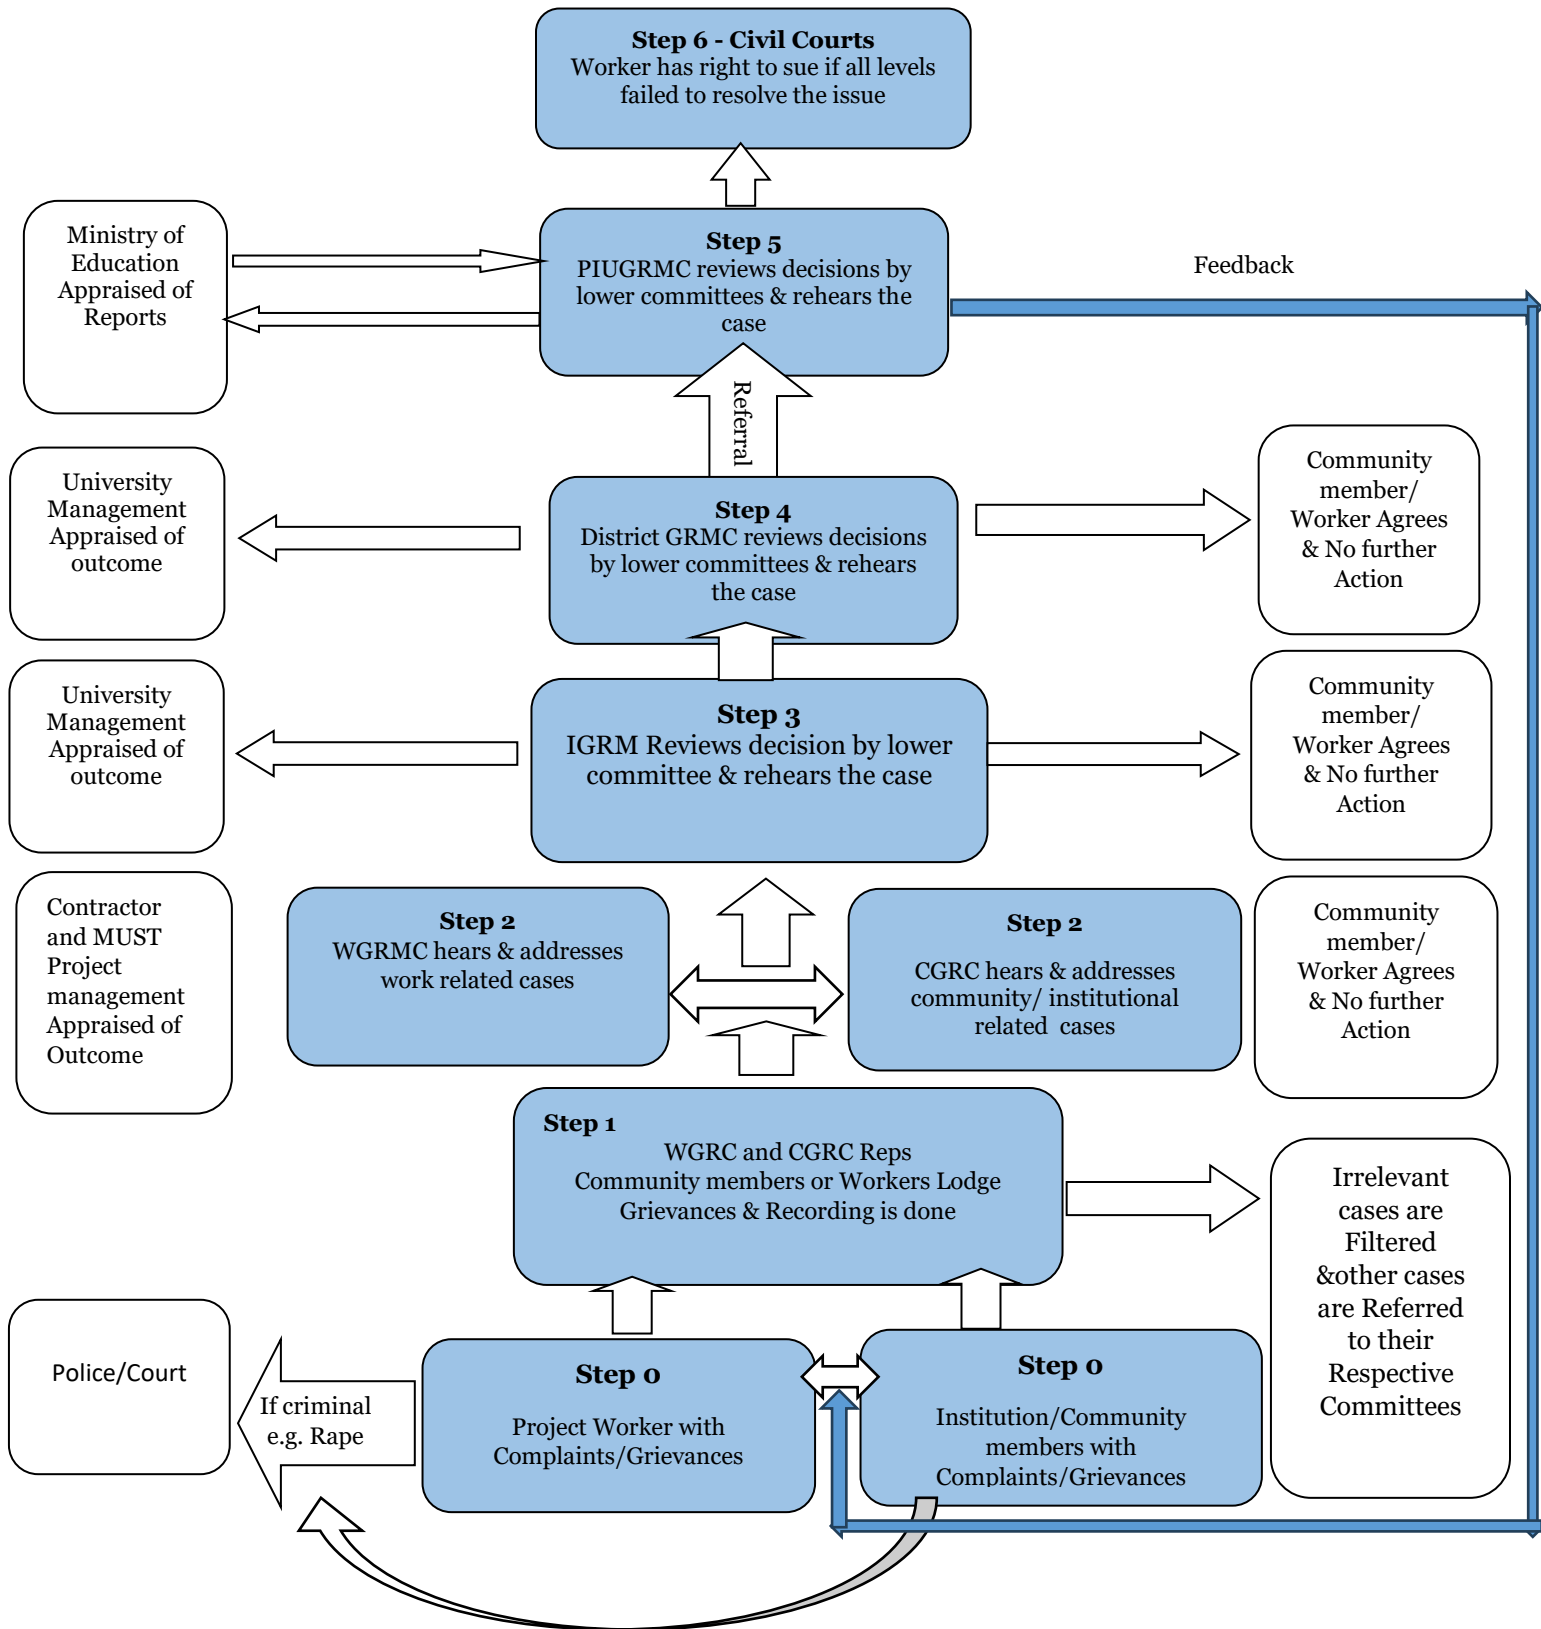 Step 6 - Civil Courts
Worker has right to sue if all levels
failed to resolve the issue
Ministry of
Education
Appraised of
Reports
Step 5
PIUGRMC reviews decisions by
lower committees & rehears the
case
Feedback
Referral
University
Management
Appraised of
outcome
Step 4
District GRMC reviews decisions
by lower committees & rehears
the case
Community
member/
Worker Agrees
& No further
Action
University
Management
Appraised of
outcome
Step 3
IGRM Reviews decision by lower
committee & rehears the case
Community
member/
Worker Agrees
& No further
Action
Contractor
and MUST
Project
management
Appraised of
Outcome
Step 2
WGRMC hears & addresses
work related cases
Step 2
CGRC hears & addresses
community/ institutional
related cases
Community
member/
Worker Agrees
& No further
Action
Step 1
WGRC and CGRC Reps
Community members or Workers Lodge
Grievances & Recording is done
Irrelevant
cases are
Filtered
&other cases
are Referred
to their
Respective
Committees
Police/Court
If criminal
e.g. Rape
Step 0
Project Worker with
Complaints/Grievances
Step 0
Institution/Community
members with
Complaints/Grievances